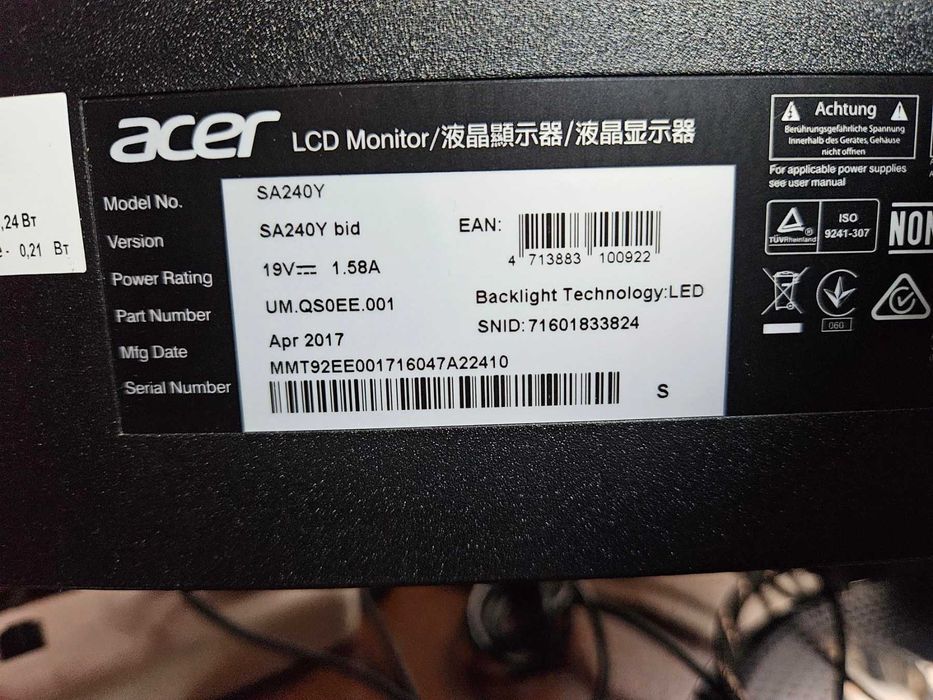 acer LCD Monitor/液晶顯示器/液晶显示器
Model No. SA240Y
Version SA240Y bid
Power Rating 19V⎓ 1.58A
Part Number UM.QS0EE.001
Mfg Date Apr 2017
Serial Number MMT92EE001716047A22410
EAN:
4 713883 100922
Backlight Technology:LED
SNID:71601833824
S
Achtung
Berührungsgefährliche Spannung
Innerhalb des Gerätes, Gehäuse
nicht offnen
For applicable power supplies
see user manual
TÜVRheinland
ISO
9241-307
NON
060
,24 Вт
- 0,21 Вт